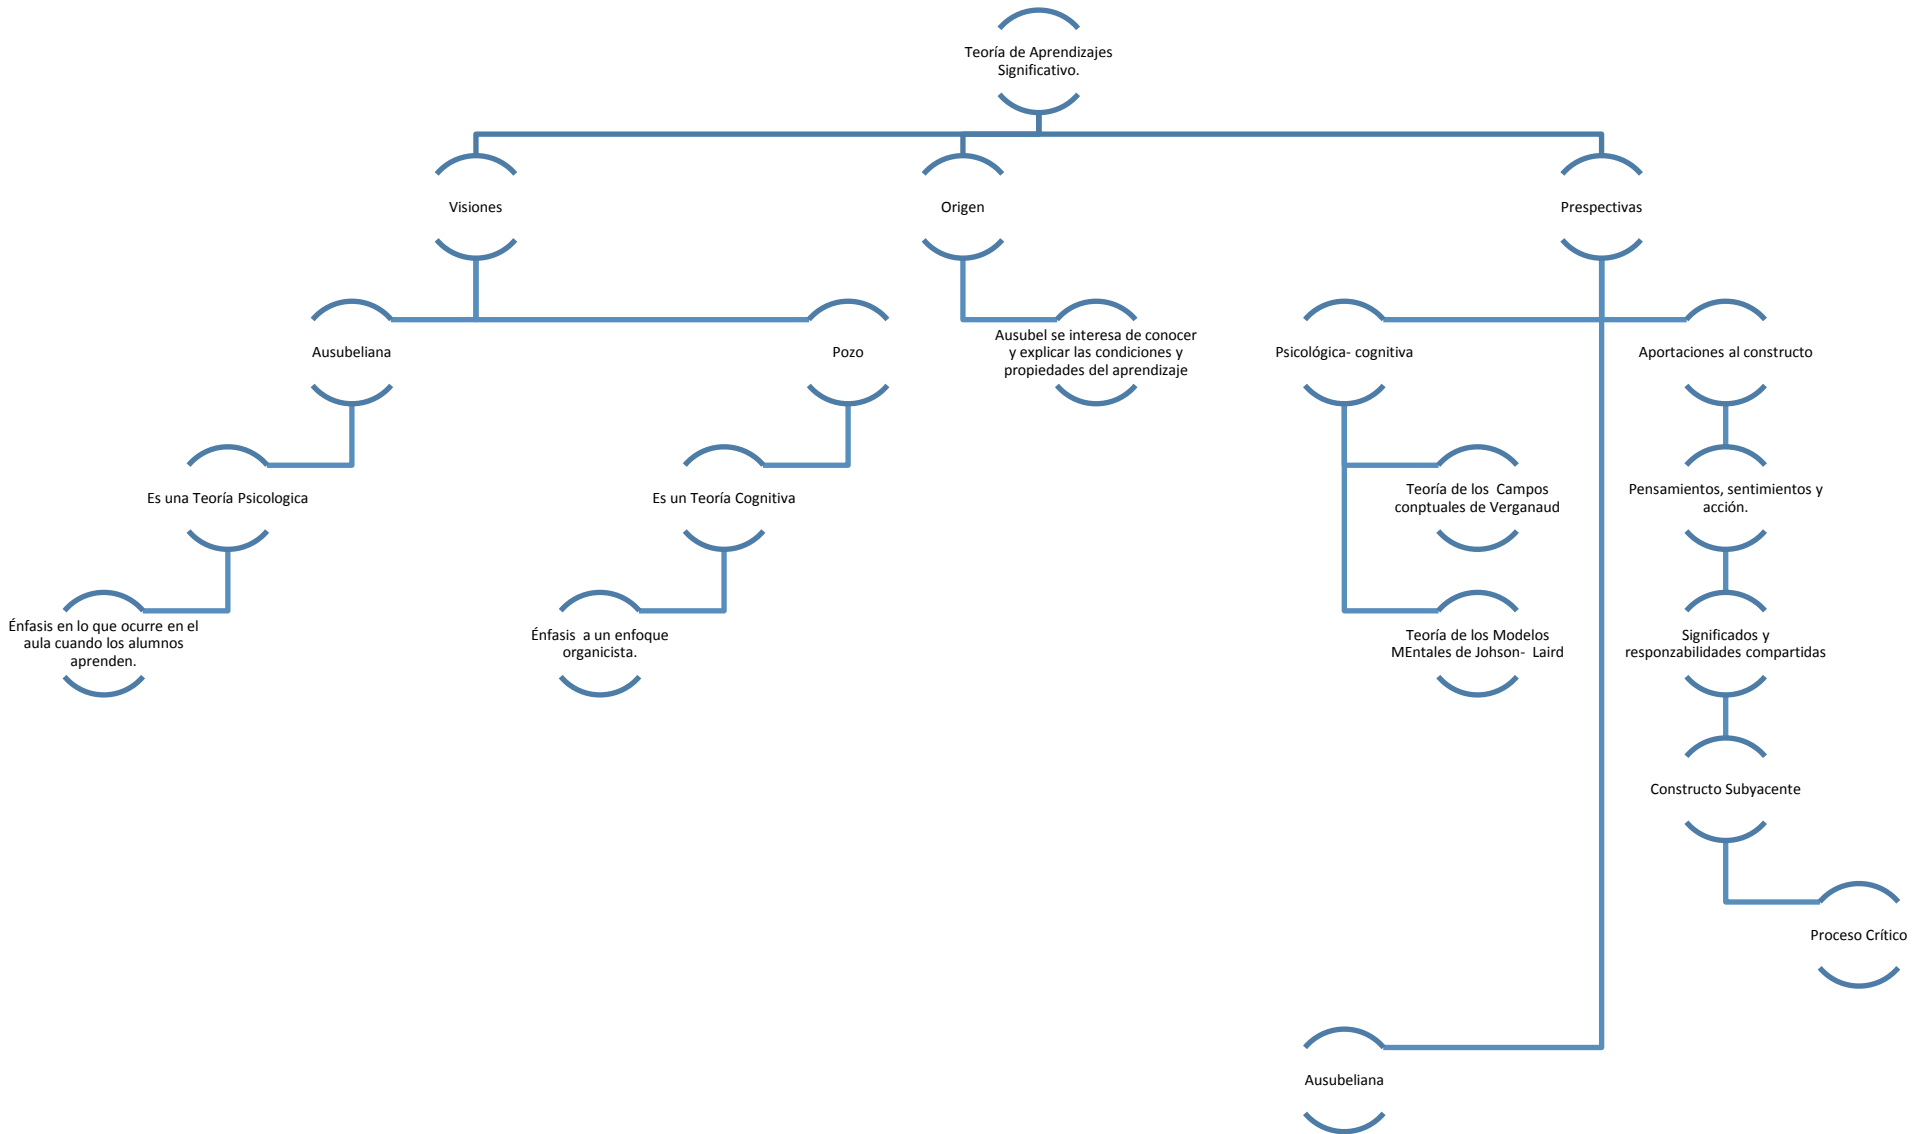 Teoría de Aprendizajes
Significativo.
Visiones
Origen
Prespectivas
Ausubeliana
Pozo
Ausubel se interesa de conocer
y explicar las condiciones y
propiedades del aprendizaje
Psicológica- cognitiva
Aportaciones al constructo
Es una Teoría Psicologica
Es un Teoría Cognitiva
Teoría de los  Campos
conptuales de Verganaud
Pensamientos, sentimientos y
acción.
Énfasis en lo que ocurre en el
aula cuando los alumnos
aprenden.
Énfasis  a un enfoque
organicista.
Teoría de los Modelos
MEntales de Johson-  Laird
Significados y
responzabilidades compartidas
Constructo Subyacente
Proceso Crítico
Ausubeliana